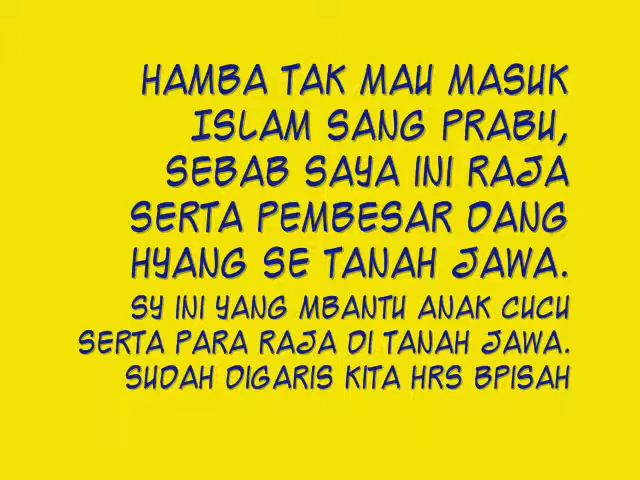 HAMBA TAK MAU MASUK
ISLAM SANG PRABU,
SEBAB SAYA INI RAJA
SERTA PEMBESAR DANG
HYANG SE TANAH JAWA.
SY INI YANG MBANTU ANAK CUCU
SERTA PARA RAJA DI TANAH JAWA.
SUDAH DIGARIS KITA HRS BPISAH